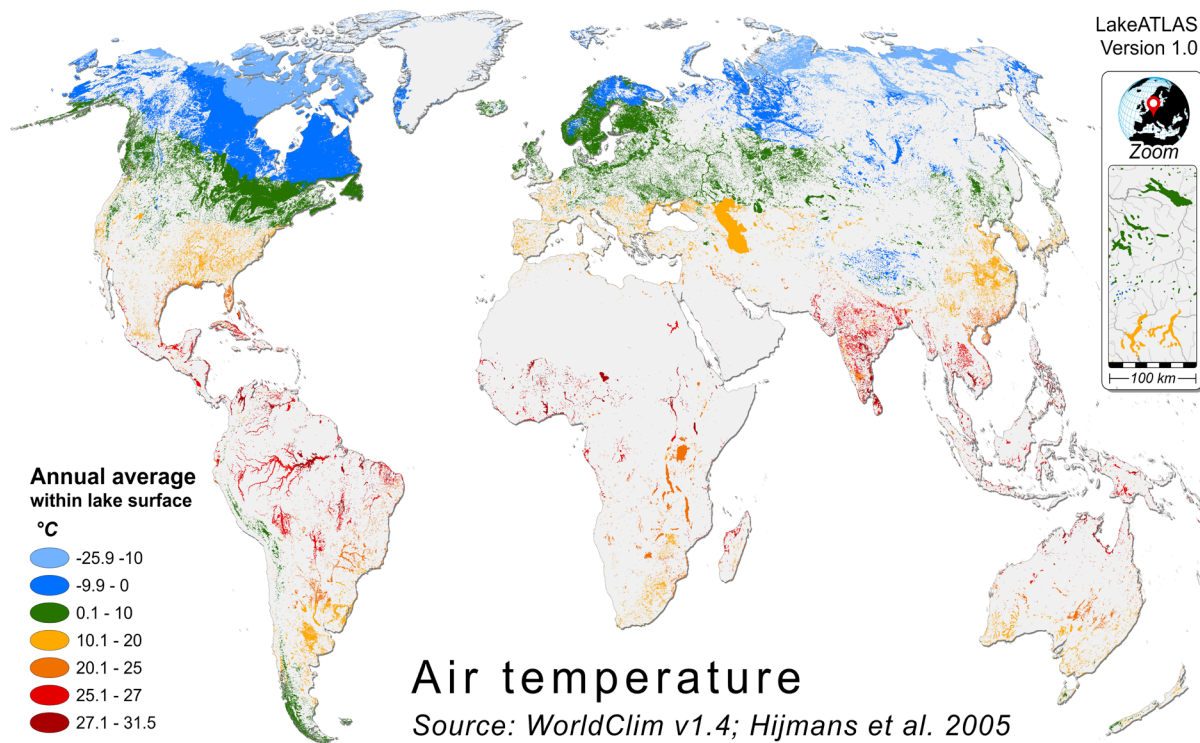 LakeATLAS
Version 1.0
Zoom
100 km
Annual average
within lake surface
°C
-25.9 -10
-9.9 - 0
0.1 - 10
10.1 - 20
20.1 - 25
25.1 - 27
27.1 - 31.5
Air temperature
Source: WorldClim v1.4; Hijmans et al. 2005